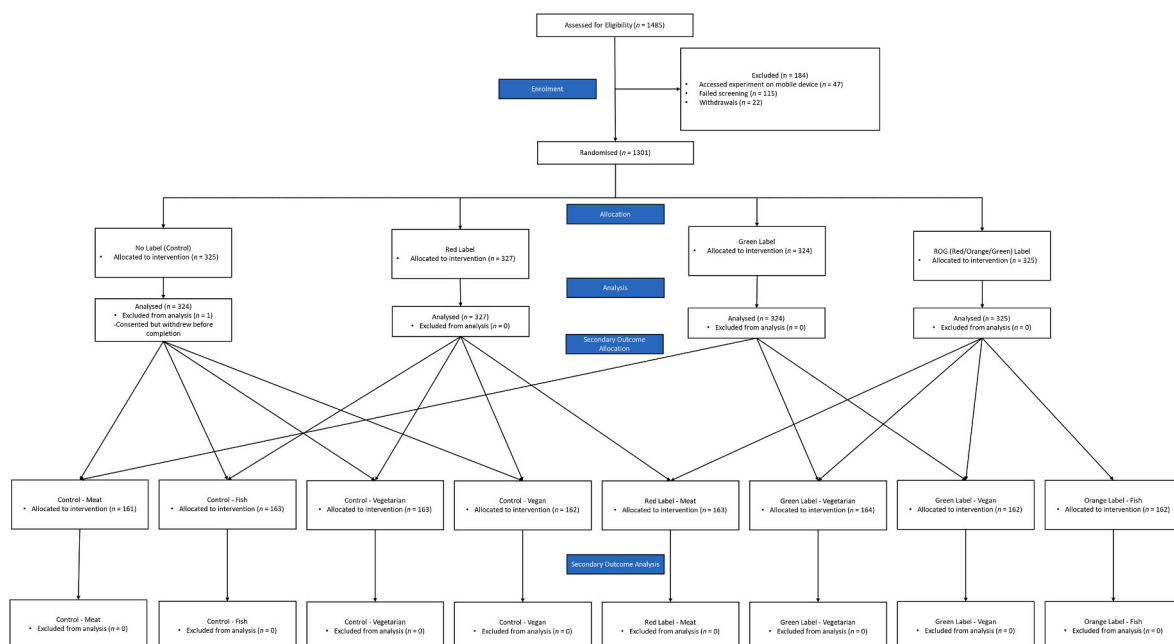 Assessed for Eligibility (n = 1485)
Excluded (n = 184)
• Accessed experiment on mobile device (n = 47)
• Failed screening (n = 115)
• Withdrawals (n = 22)
Enrolment
Randomised (n = 1301)
Allocation
No Label (Control)
• Allocated to intervention (n = 325)
Red Label
• Allocated to Intervention (n = 327)
Green Label
• Allocated to intervention (n = 324)
ROG (Red/Orange/Green) Label
• Allocated to intervention (n = 325)
Analysis
Analysed (n = 324)
• Excluded from analysis (n = 1)
-Consented but withdrew before
completion
Analysed (n = 327)
• Excluded from analysis (n = 0)
Analysed (n = 324)
• Excluded from analysis (n = 0)
Analysed (n = 325)
• Excluded from analysis (n = 0)
Secondary Outcome
Allocation
Control - Meat
• Allocated to intervention (n = 161)
Control - Fish
• Allocated to intervention (n = 163)
Control - Vegetarian
• Allocated to intervention (n = 163)
Control - Vegan
• Allocated to intervention (n = 162)
Red Label - Meat
• Allocated to intervention (n = 163)
Green Label - Vegetarian
• Allocated to intervention (n = 164)
Green Label - Vegan
• Allocated to intervention (n = 162)
Orange Label - Fish
• Allocated to intervention (n = 162)
Secondary Outcome Analysis
Control - Meat
• Excluded from analysis (n = 0)
Control - Fish
• Excluded from analysis (n = 0)
Control - Vegetarian
• Excluded from analysis (n = 0)
Control - Vegan
• Excluded from analysis (n = 0)
Red Label - Meat
• Excluded from analysis (n = 0)
Green Label - Vegetarian
• Excluded from analysis (n = 0)
Green Label - Vegan
• Excluded from analysis (n = 0)
Orange Label - Fish
• Excluded from analysis (n = 0)